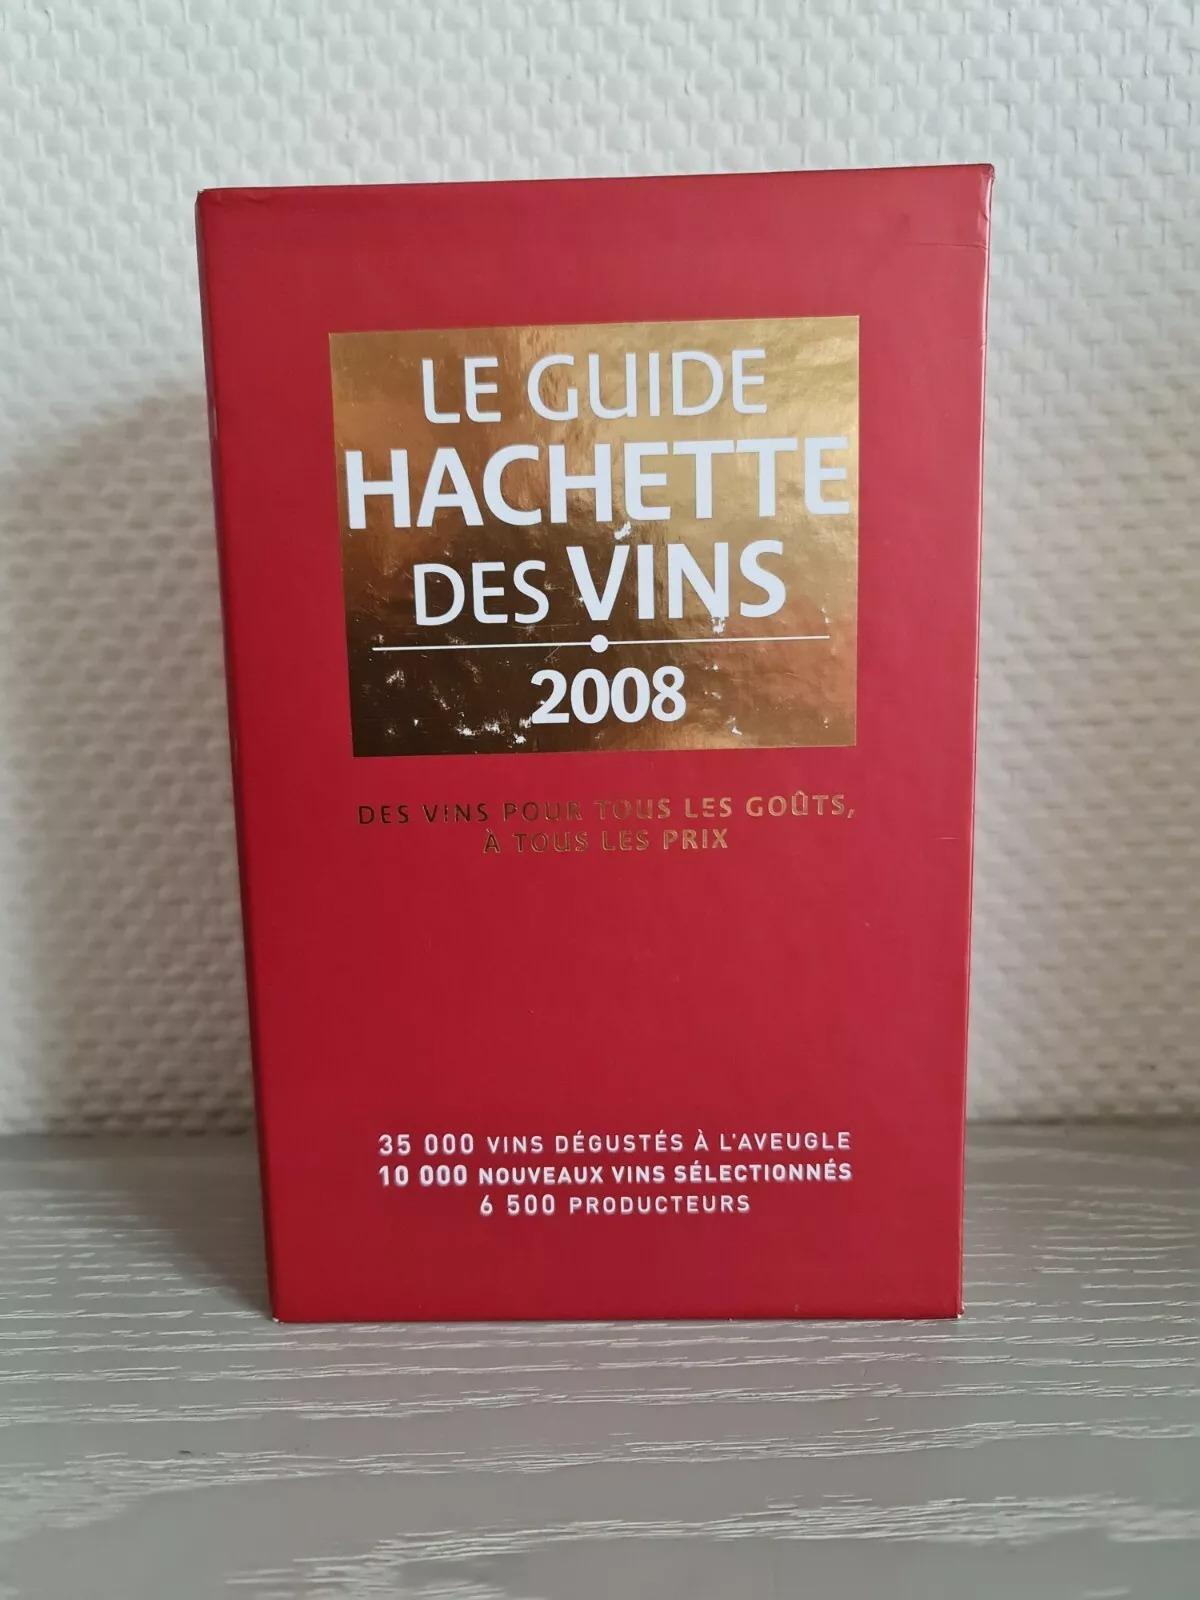 LE GUIDE
HACHETTE
DES VINS
2008
DES VINS POUR TOUS LES GOÛTS,
À TOUS LES PRIX
35 000 VINS DÉGUSTÉS À L'AVEUGLE
10 000 NOUVEAUX VINS SÉLECTIONNÉS
6 500 PRODUCTEURS